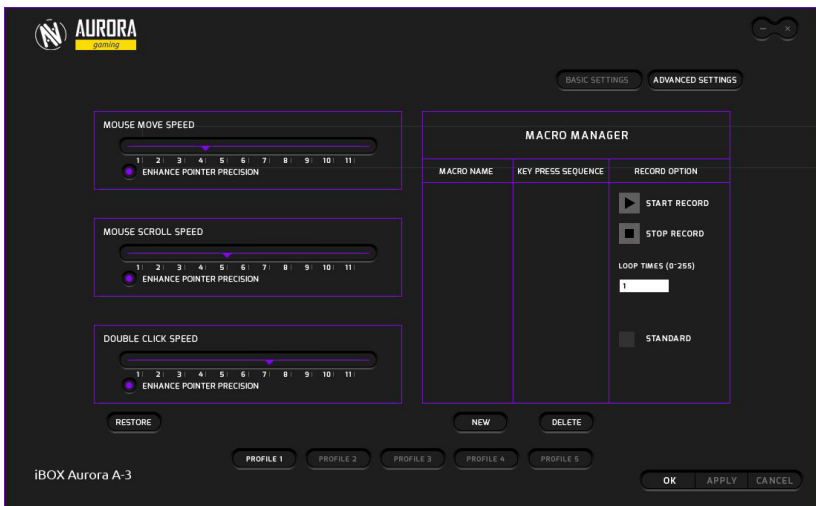 AURORA
gaming
BASIC SETTINGS
ADVANCED SETTINGS
MOUSE MOVE SPEED
1 2 3 4 5 6 7 8 9 10 11
ENHANCE POINTER PRECISION
MOUSE SCROLL SPEED
1 2 3 4 5 6 7 8 9 10 11
ENHANCE POINTER PRECISION
DOUBLE CLICK SPEED
1 2 3 4 5 6 7 8 9 10 11
ENHANCE POINTER PRECISION
RESTORE
MACRO MANAGER
MACRO NAME KEY PRESS SEQUENCE RECORD OPTION
START RECORD
STOP RECORD
LOOP TIMES (0~255)
1
STANDARD
NEW DELETE
PROFILE 1 PROFILE 2 PROFILE 3 PROFILE 4 PROFILE 5
iBOX Aurora A-3
OK APPLY CANCEL